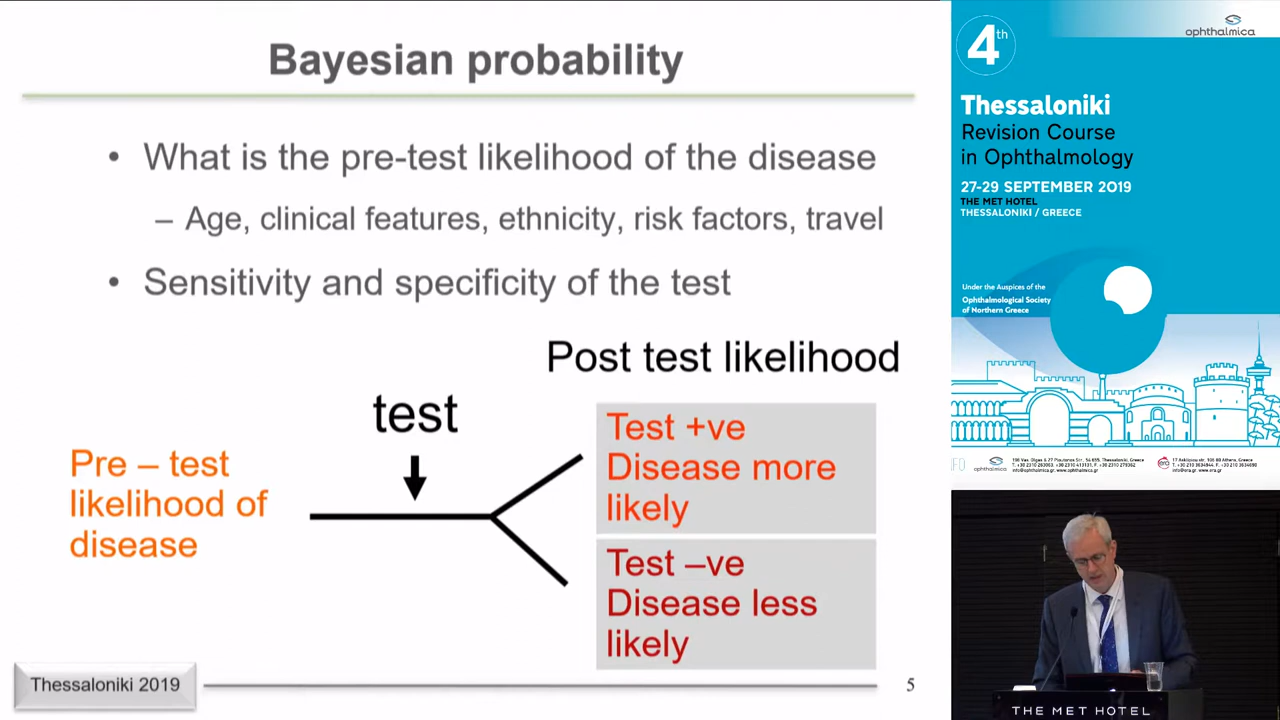 Bayesian probability
• What is the pre-test likelihood of the disease
– Age, clinical features, ethnicity, risk factors, travel
• Sensitivity and specificity of the test
Post test likelihood
test
Pre – test
likelihood of
disease
Test +ve
Disease more
likely
Test –ve
Disease less
likely
Thessaloniki 2019
5
ophthalmica
4th
Thessaloniki
Revision Course
in Ophthalmology
27-29 SEPTEMBER 2019
THE MET HOTEL
THESSALONIKI / GREECE
Under the Auspices of the
Ophthalmological Society
of Northern Greece
ophthalmica
THE MET HOTEL